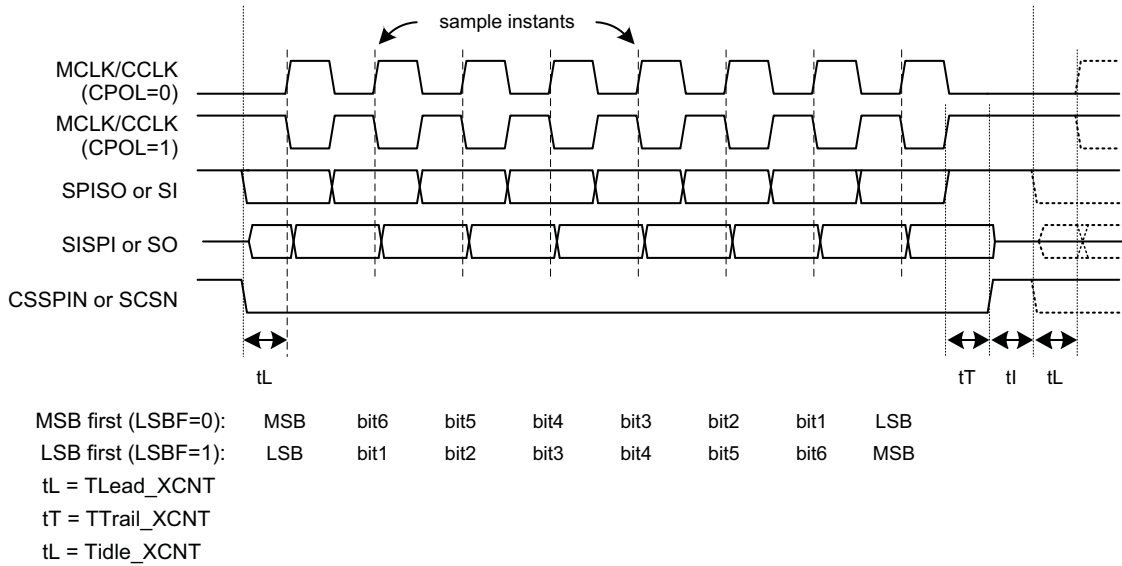 sample instants
MCLK/CCLK
(CPOL=0)
MCLK/CCLK
(CPOL=1)
SPISO or SI
SISPI or SO
CSSPIN or SCSN
tL tT tI tL
MSB first (LSBF=0): MSB bit6 bit5 bit4 bit3 bit2 bit1 LSB
LSB first (LSBF=1): LSB bit1 bit2 bit3 bit4 bit5 bit6 MSB
tL = TLead_XCNT
tT = TTrail_XCNT
tL = Tidle_XCNT